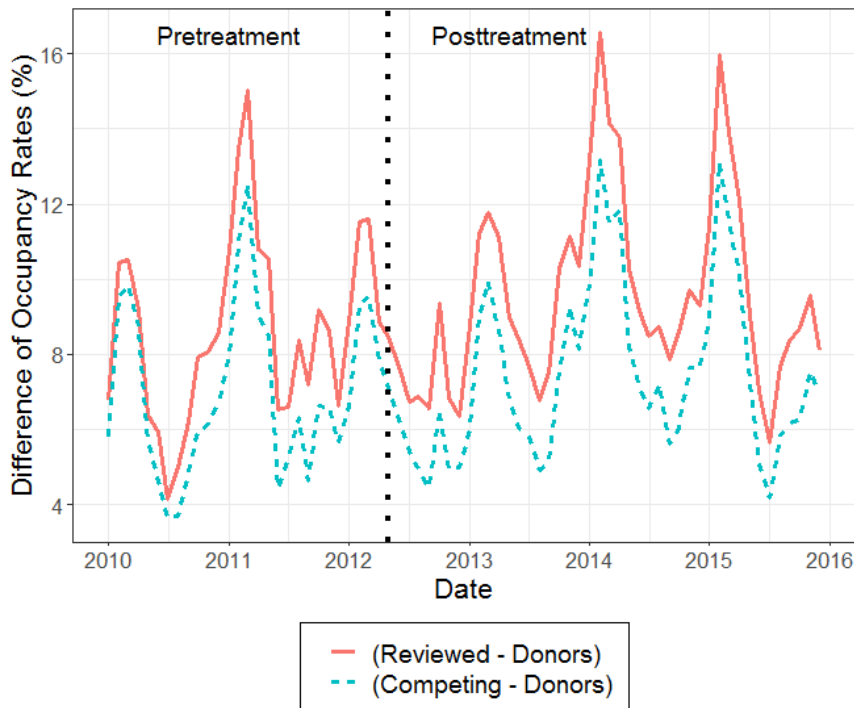 Pretreatment Posttreatment
Difference of Occupancy Rates (%)
16
12
8
4
2010 2011 2012 2013 2014 2015 2016
Date
(Reviewed - Donors)
(Competing - Donors)